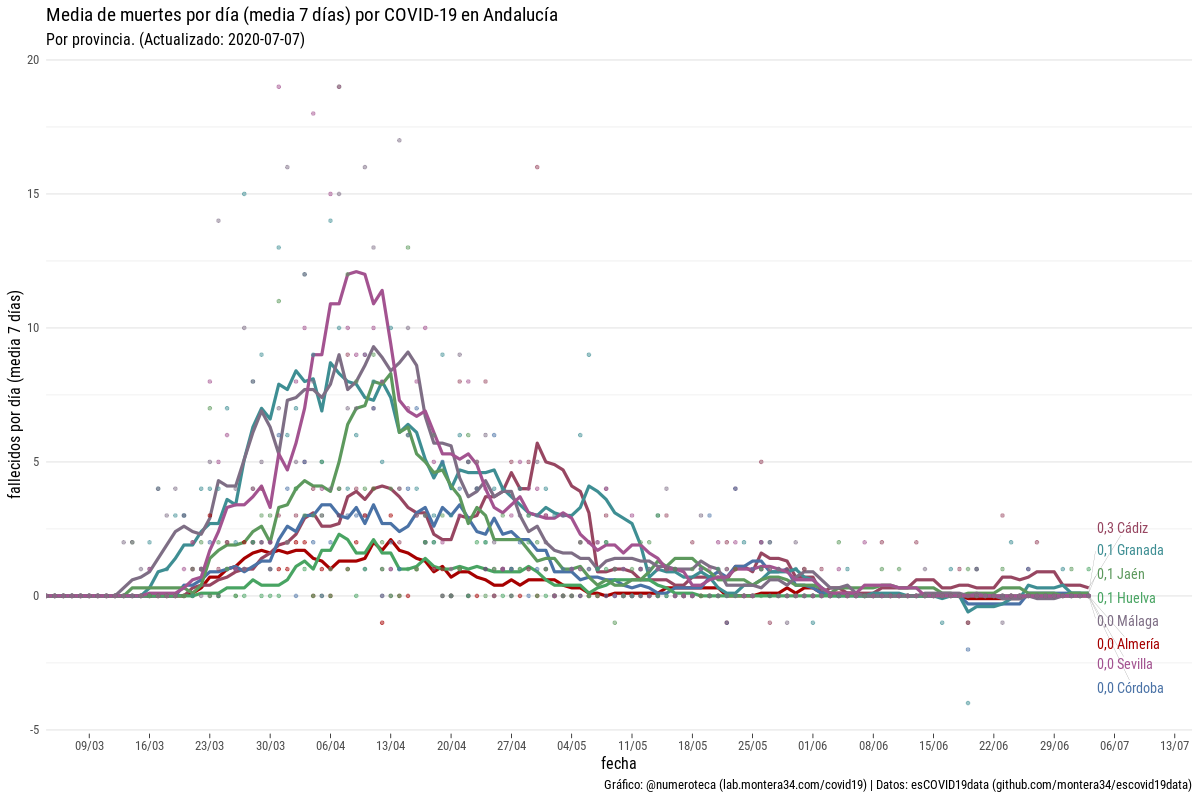 Media de muertes por día (media 7 días) por COVID-19 en Andalucía
Por provincia. (Actualizado: 2020-07-07)
fallecidos por día (media 7 días)
20
15
10
5
0
-5
0,3 Cádiz
0,1 Granada
0,1 Jaén
0,1 Huelva
0,0 Málaga
0,0 Almería
0,0 Sevilla
0,0 Córdoba
09/03 16/03 23/03 30/03 06/04 13/04 20/04 27/04 04/05 11/05 18/05 25/05 01/06 08/06 15/06 22/06 29/06 06/07 13/07
fecha
Gráfico: @numeroteca (lab.montera34.com/covid19) | Datos: esCOVID19data (github.com/montera34/escovid19data)